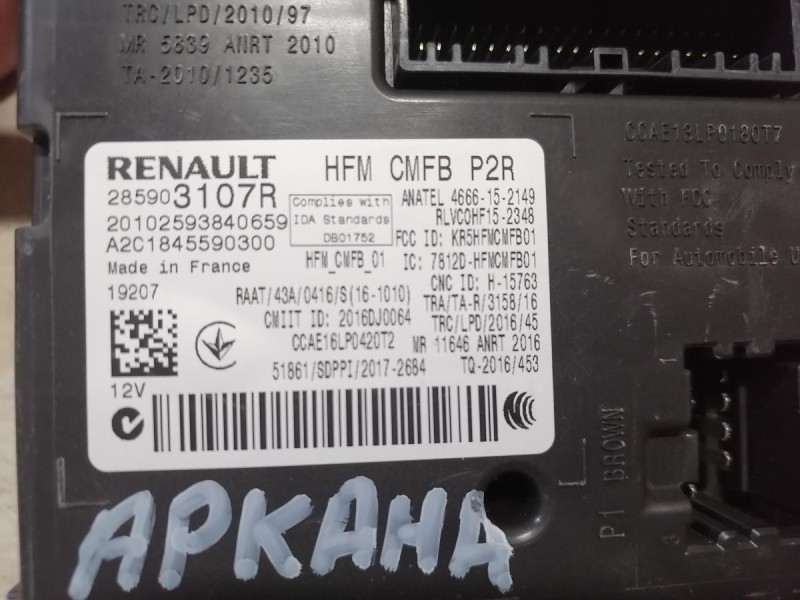 TRC/LPD/2010/97
MR 5839 ANRT 2010
TA-2010/1235
CCAE13LP0180T7
Tested To Comply
With FCC
Standards
For Automobile U
RENAULT
HFM CMFB P2R
285903107R
20102593840659
A2C1845590300
Made in France
19207
Complies with
IDA Standards
DB01752
HFM_CMFB_01
ANATEL 4666-15-2149
RLVCOHF15-2348
FCC ID: KR5HFMCMFB01
IC: 7812D-HFMCMFB01
CNC ID: H-15763
RAAT/43A/0416/S(16-1010)
TRA/TA-R/3158/16
CMIIT ID: 2016DJ0064
TRC/LPD/2016/45
CCAE16LP0420T2
MR 11646 ANRT 2016
51861/SDPPI/2017-2684
TQ-2016/453
12V
P1 BROWN
3
АРКАНА